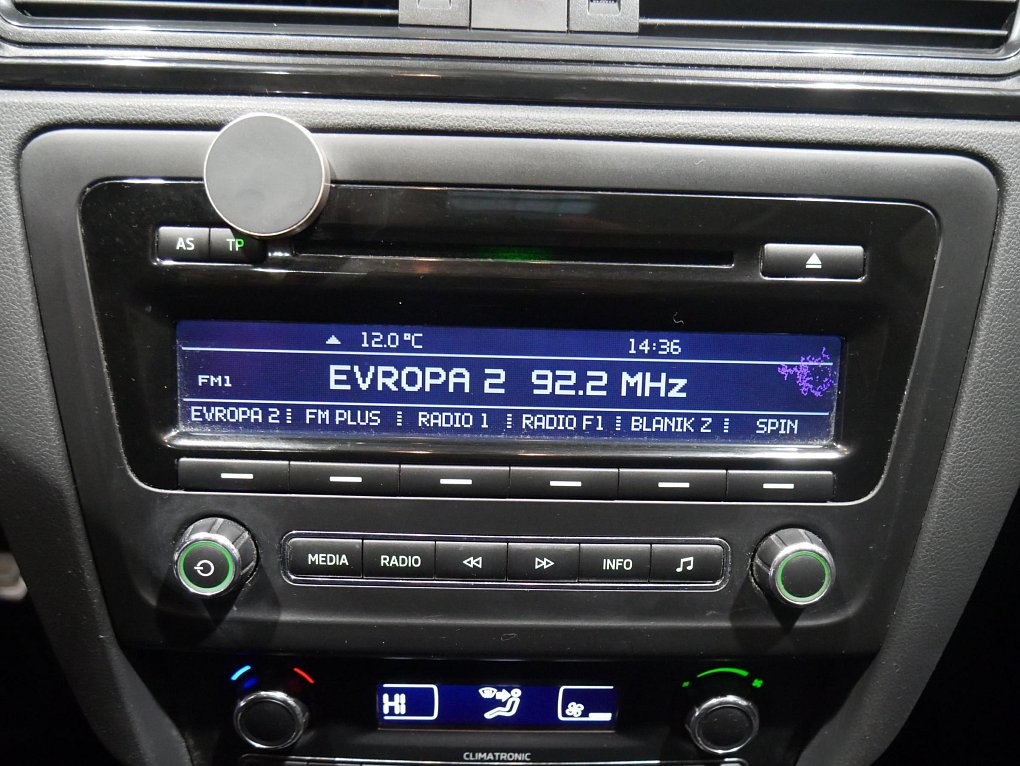 AS TP
12.0°C 14:36
FM1 EVROPA 2 92.2 MHz
EVROPA 2 FM PLUS RADIO 1 RADIO F1 BLANIK Z SPIN
MEDIA RADIO INFO
HI
CLIMATRONIC